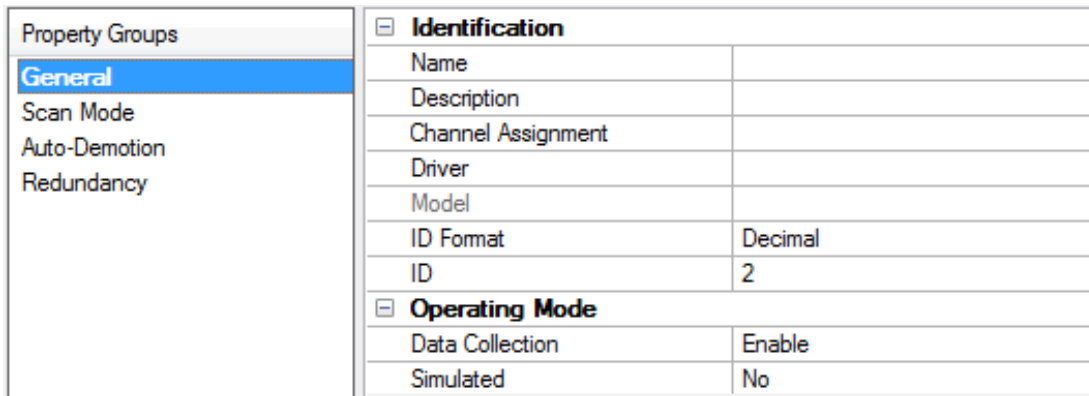 Property Groups
General
Scan Mode
Auto-Demotion
Redundancy
Identification
Name
Description
Channel Assignment
Driver
Model
ID Format Decimal
ID 2
Operating Mode
Data Collection Enable
Simulated No